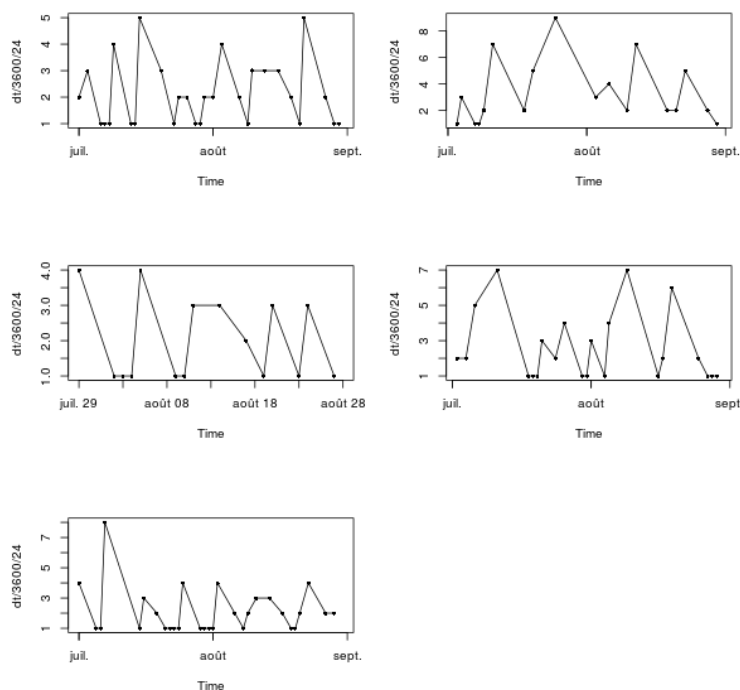 dt/3600/24
1 2 3 4 5
juil. août sept.
Time
dt/3600/24
2 4 6 8
juil. août sept.
Time
dt/3600/24
1.0 2.0 3.0 4.0
juil. 29 août 08 août 18 août 28
Time
dt/3600/24
1 3 5 7
juil. août sept
Time
dt/3600/24
1 3 5 7
juil. août sept.
Time